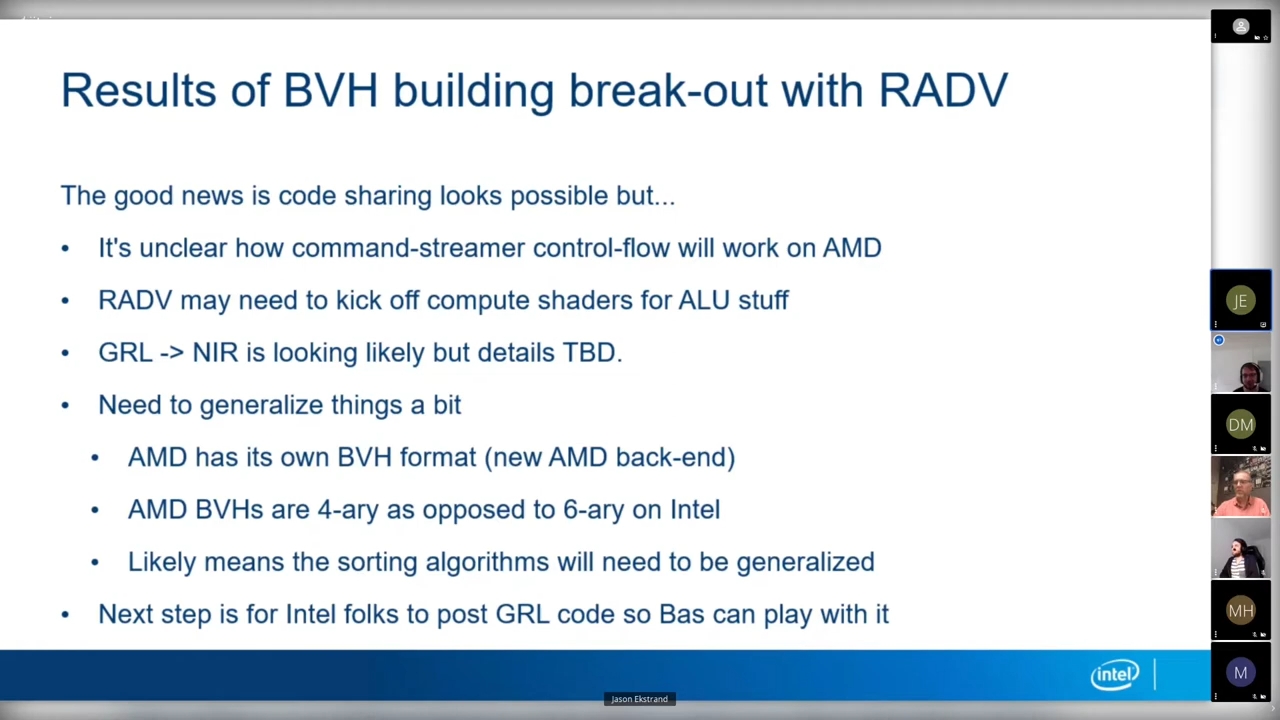 Results of BVH building break-out with RADV
The good news is code sharing looks possible but...
• It's unclear how command-streamer control-flow will work on AMD
• RADV may need to kick off compute shaders for ALU stuff
• GRL -> NIR is looking likely but details TBD.
• Need to generalize things a bit
• AMD has its own BVH format (new AMD back-end)
• AMD BVHs are 4-ary as opposed to 6-ary on Intel
• Likely means the sorting algorithms will need to be generalized
• Next step is for Intel folks to post GRL code so Bas can play with it
intel
Jason Ekstrand
JE
DM
MH
M